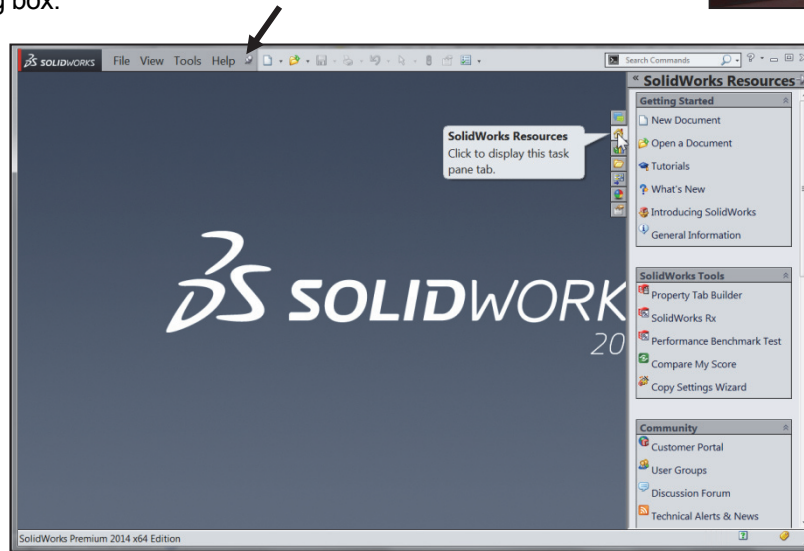 g box.
SOLIDWORKS File View Tools Help
Search Commands
SolidWorks Resources
Getting Started
New Document
Open a Document
Tutorials
What's New
Introducing SolidWorks
General Information
SolidWorks Resources
Click to display this task
pane tab.
SOLIDWORK
20
SolidWorks Tools
Property Tab Builder
SolidWorks Rx
Performance Benchmark Test
Compare My Score
Copy Settings Wizard
Community
Customer Portal
User Groups
Discussion Forum
Technical Alerts & News
SolidWorks Premium 2014 x64 Edition